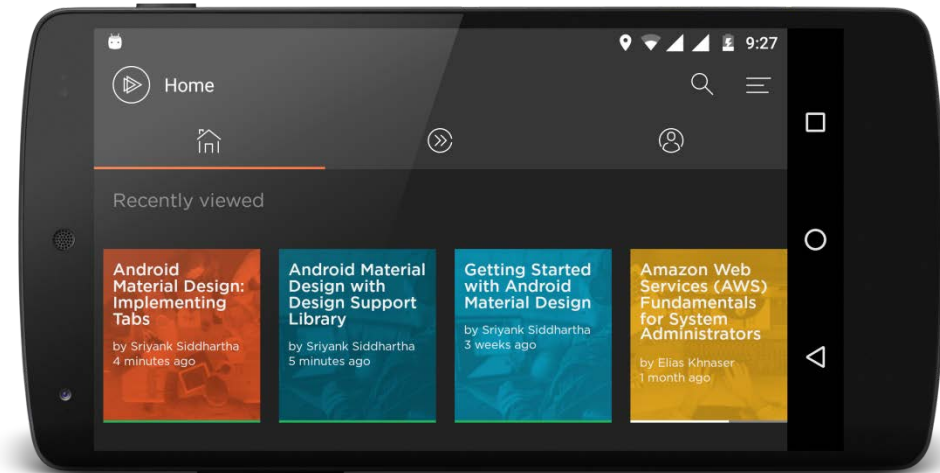 9:27
Home
Recently viewed
Android
Material Design:
Implementing
Tabs
by Sriyank Siddhartha
4 minutes ago
Android Material
Design with
Design Support
Library
by Sriyank Siddhartha
5 minutes ago
Getting Started
with Android
Material Design
by Sriyank Siddhartha
3 weeks ago
Amazon Web
Services (AWS)
Fundamentals
for System
Administrators
by Elias Khnaser
1 month ago